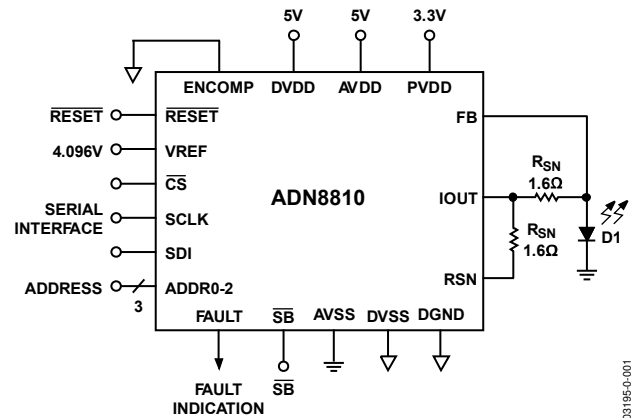 5V 5V 3.3V
ENCOMP DVDD AVDD PVDD
RESET RESET FB
4.096V VREF
CS
ADN8810
RSN
1.6Ω
IOUT
SERIAL
INTERFACE
SCLK
RSN
1.6Ω
D1
SDI
RSN
ADDRESS 3 ADDR0-2
FAULT SB AVSS DVSS DGND
FAULT
INDICATION
SB
03195-0-001